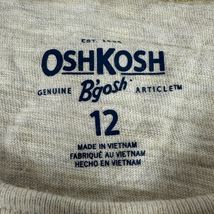 EST. 1895
OSHKOSH
GENUINE B'gosh ARTICLE™
12
MADE IN VIETNAM
FABRIQUÉ AU VIETNAM
HECHO EN VIETNAM